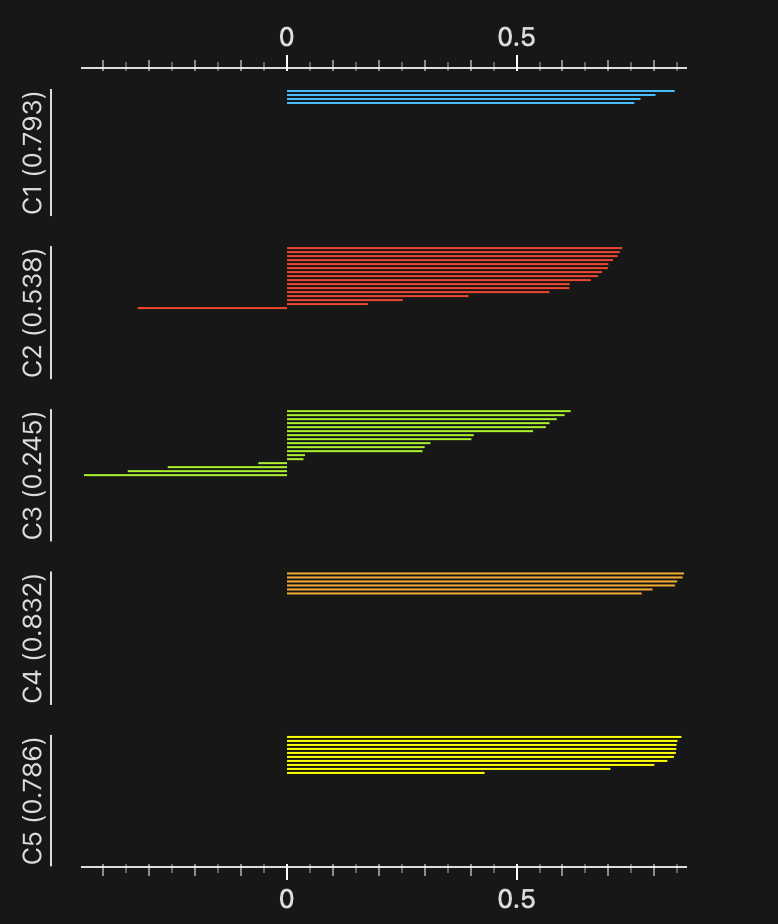 0 0.5
C1 (0.793)
C2 (0.538)
C3 (0.245)
C4 (0.832)
C5 (0.786)
0 0.5